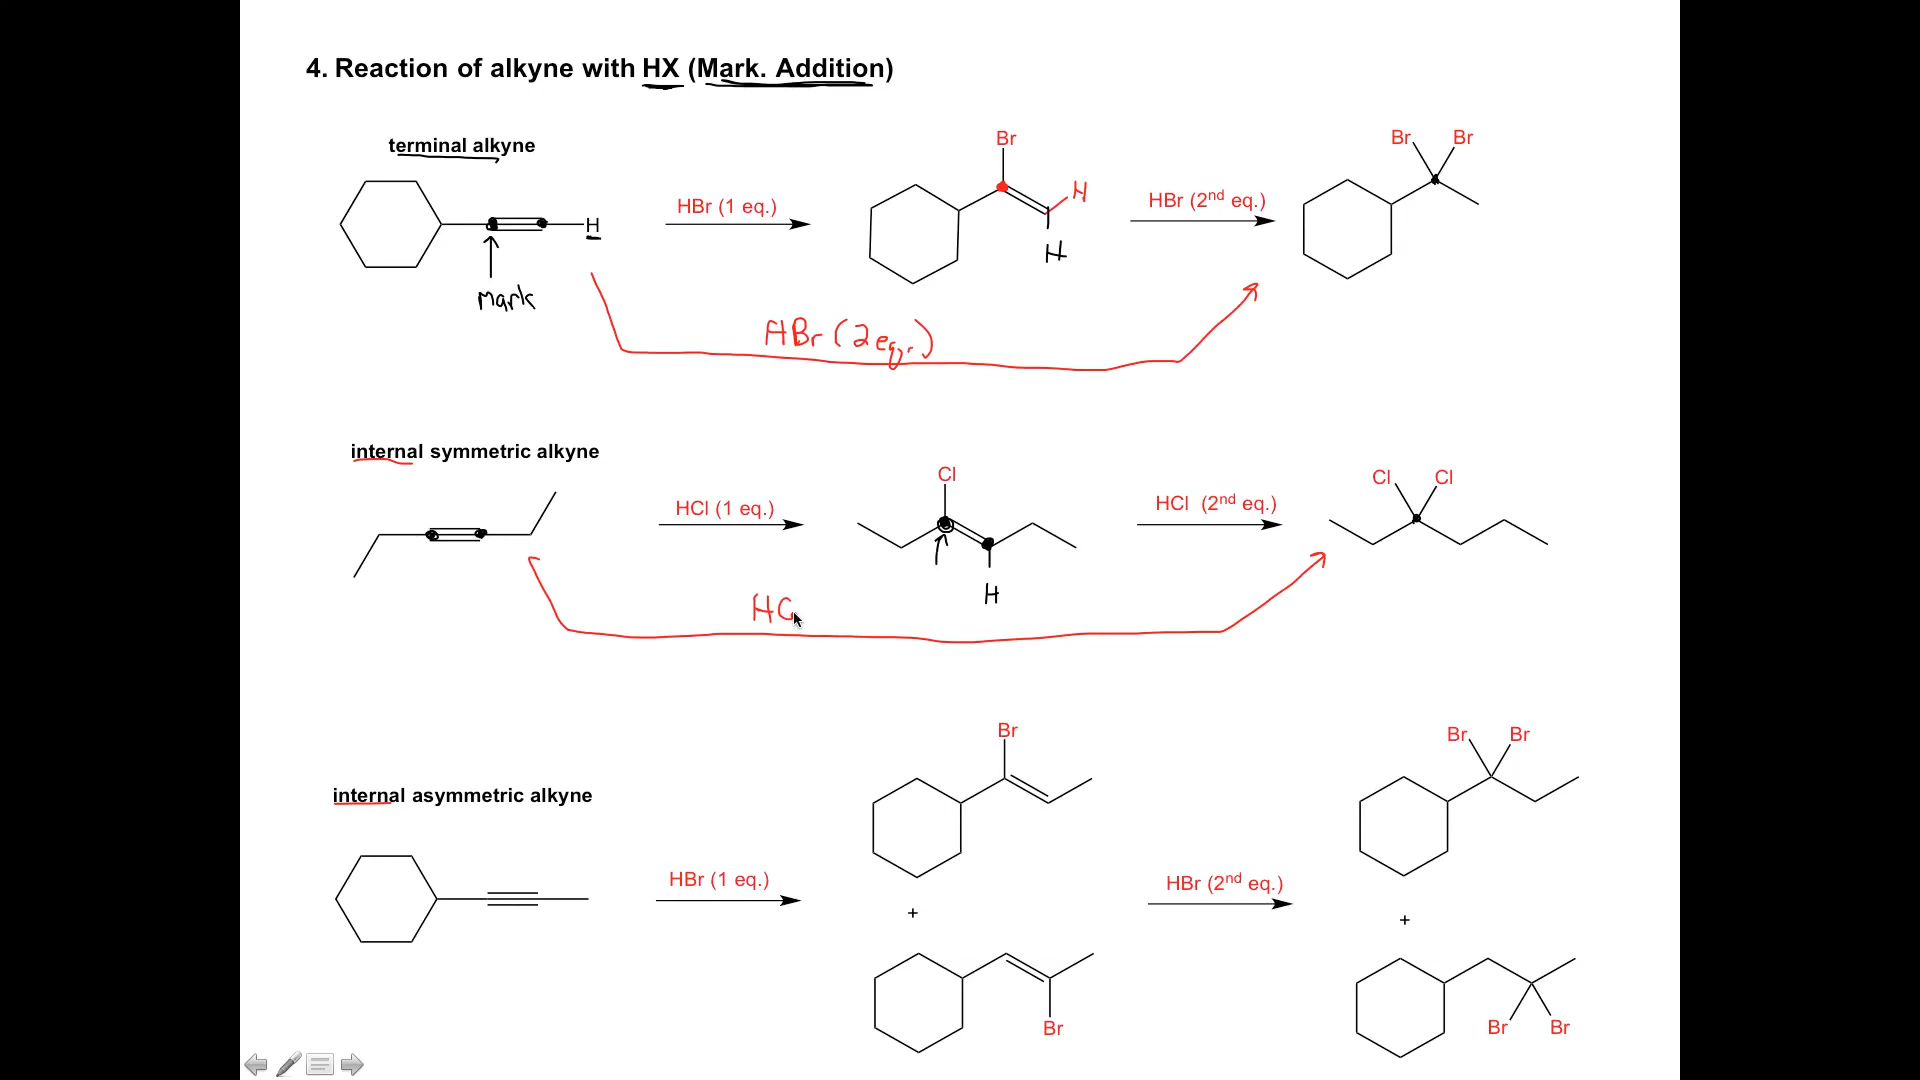 4. Reaction of alkyne with HX (Mark. Addition)
terminal alkyne
H
Mark
HBr (1 eq.)
Br
H
H
HBr (2nd eq.)
Br Br
HBr (2 eq.)
internal symmetric alkyne
HCl (1 eq.)
Cl
H
HCl (2nd eq.)
Cl Cl
HC
internal asymmetric alkyne
HBr (1 eq.)
Br
+
Br
HBr (2nd eq.)
Br Br
+
Br Br